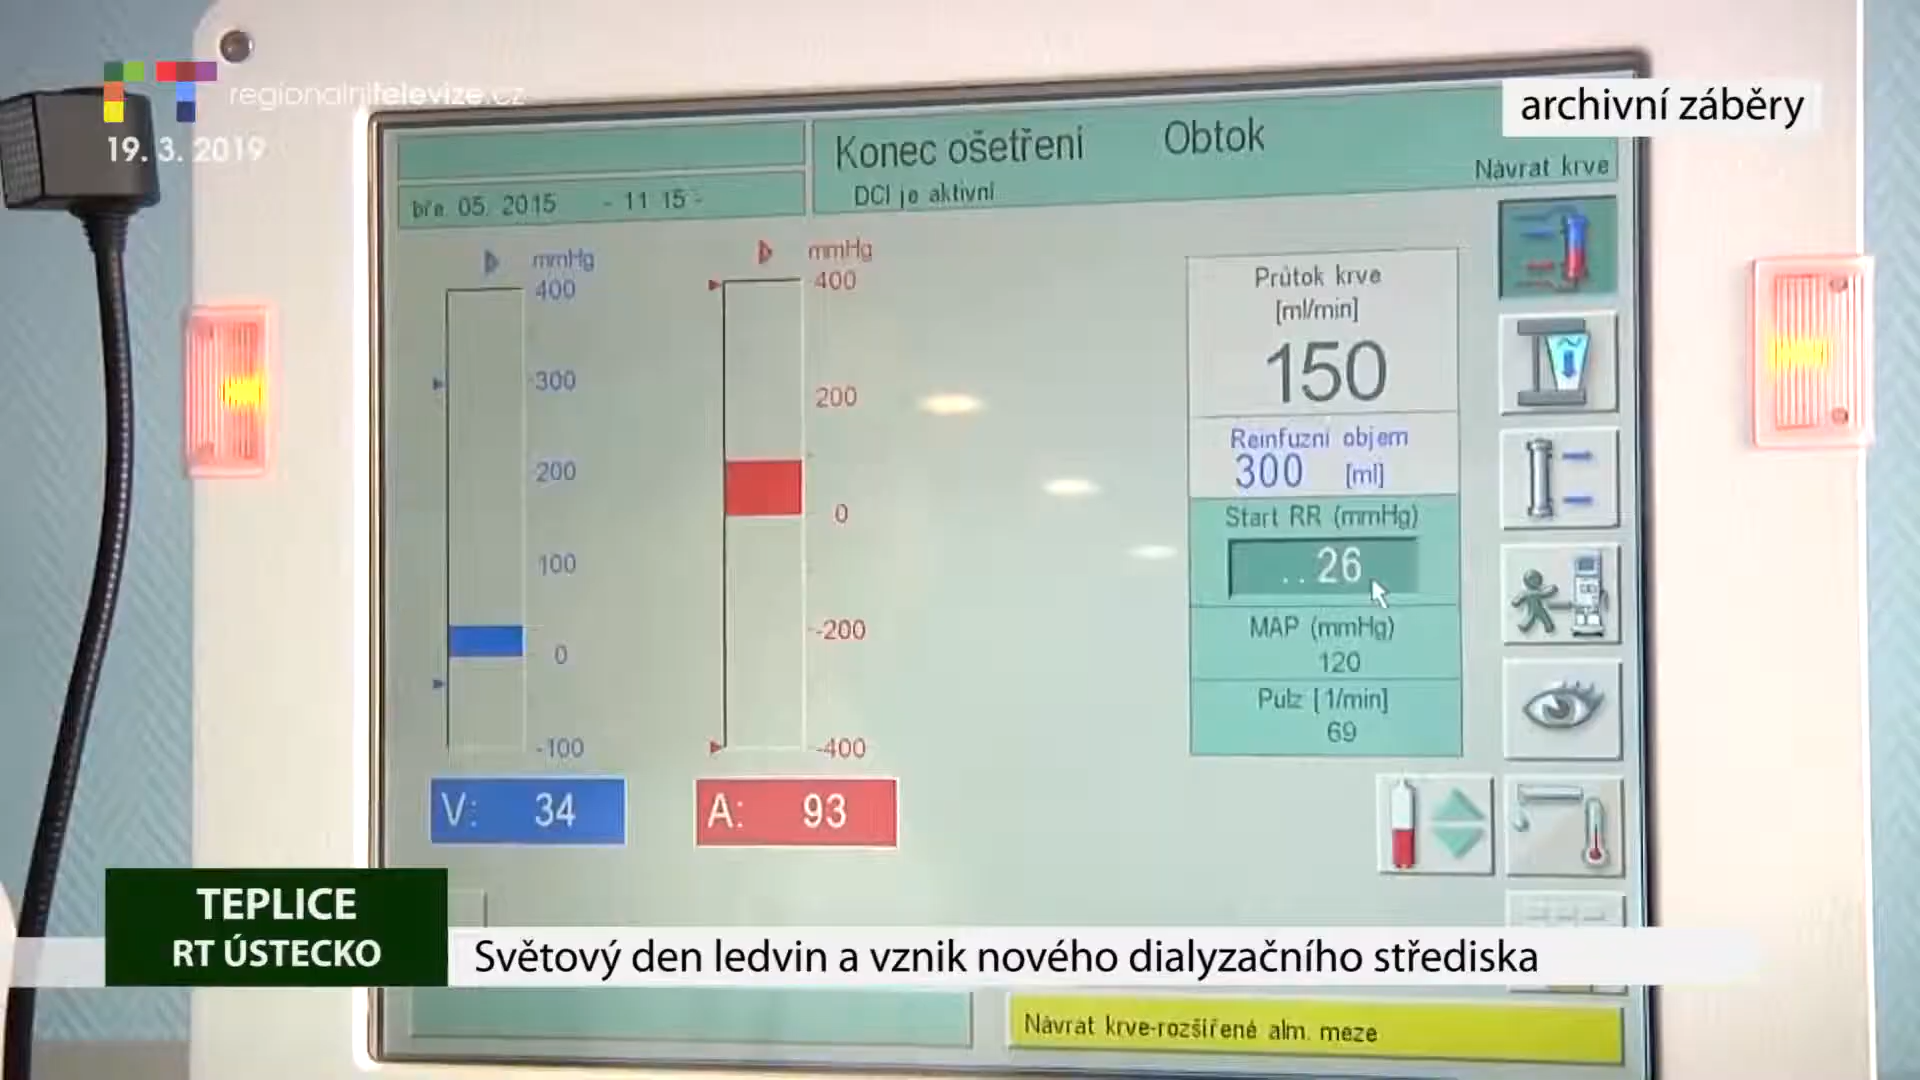 regionalnitelevize.cz
19. 3. 2019
archivní záběry
Konec ošetření
Obtok
DCI je aktivní
Návrat krve
bře. 05. 2015 - 11:15 -
mmHg
400
300
200
100
0
-100
V: 34
mmHg
400
200
0
-200
-400
A: 93
Průtok krve
[ml/min]
150
Reinfuzní objem
300 [ml]
Start RR (mmHg)
..26
MAP (mmHg)
120
Pulz [1/min]
69
TEPLICE
RT ÚSTECKO
Světový den ledvin a vznik nového dialyzačního střediska
Návrat krve-rozšířené alm. meze